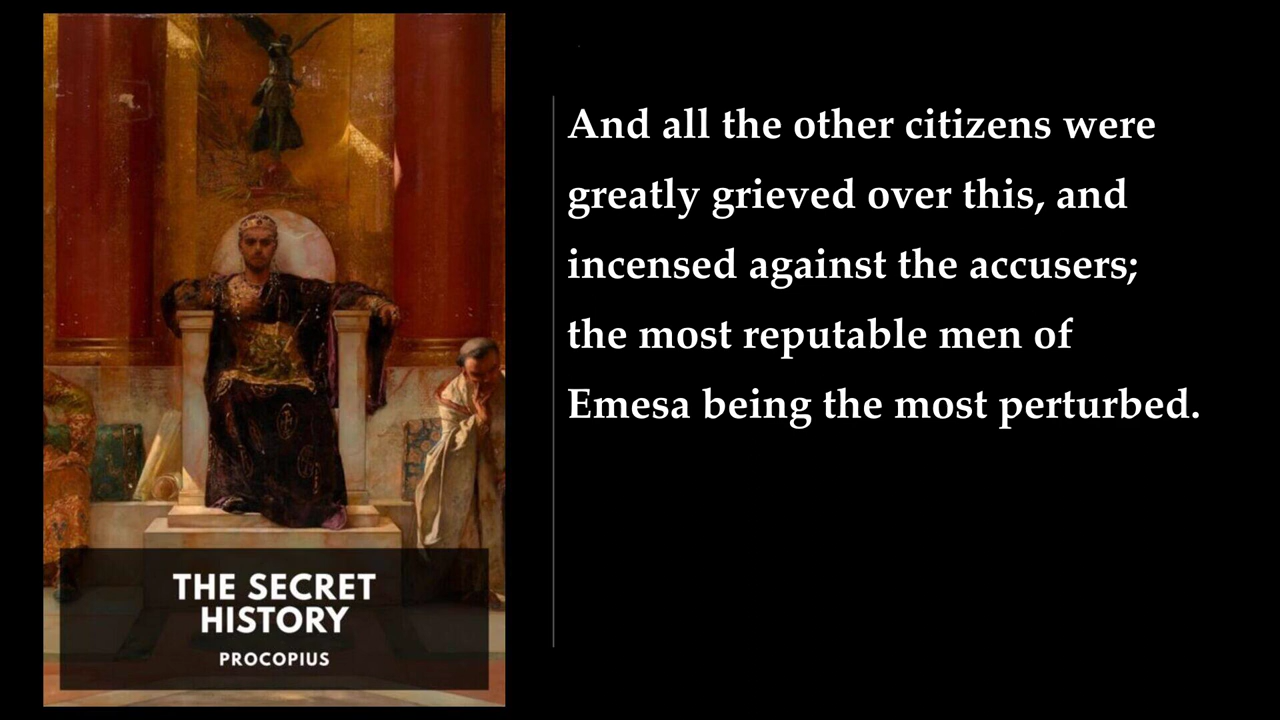 THE SECRET
HISTORY
PROCOPIUS
And all the other citizens were
greatly grieved over this, and
incensed against the accusers;
the most reputable men of
Emesa being the most perturbed.